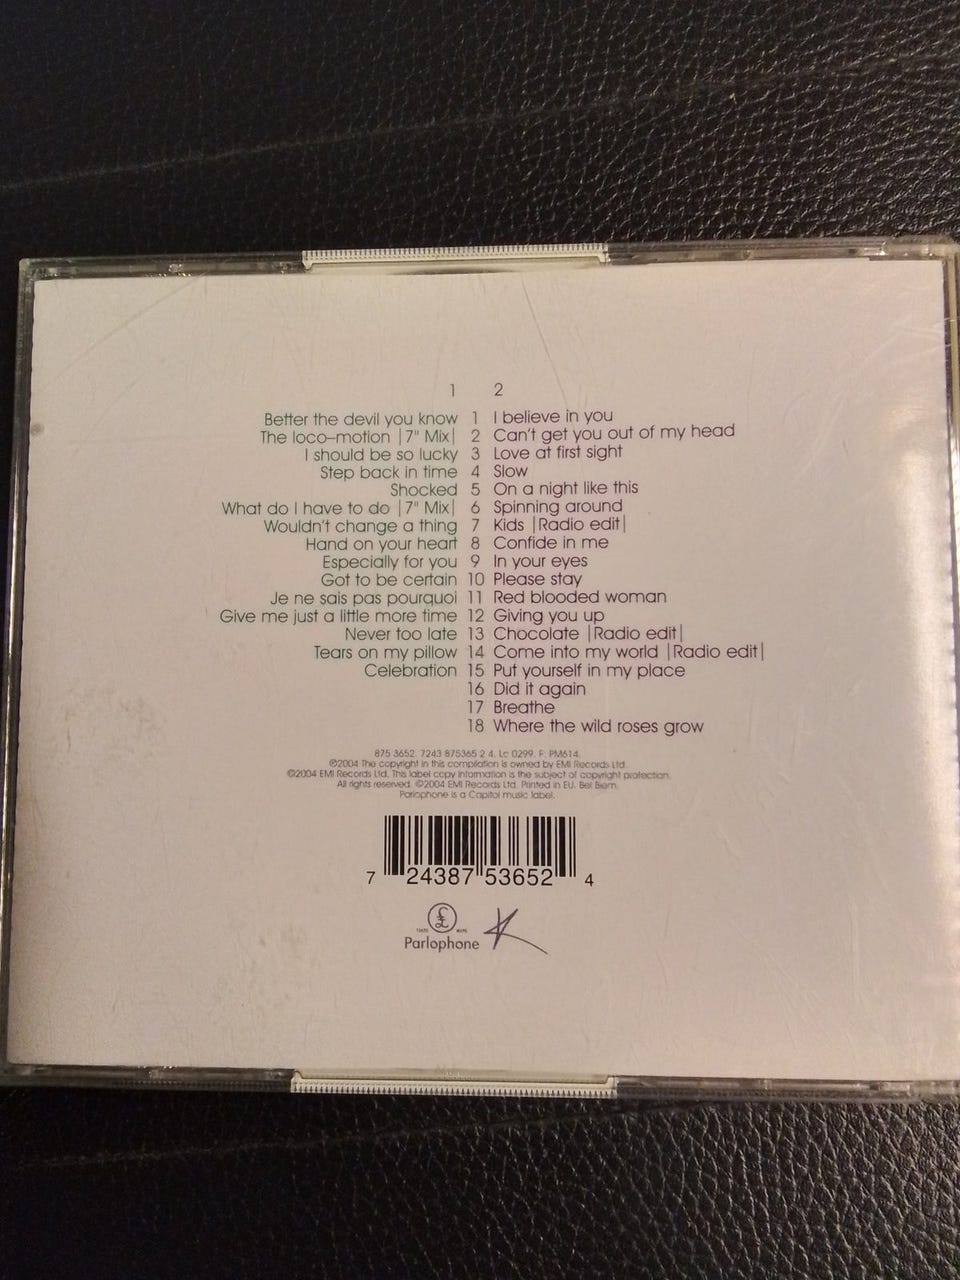 1 2
Better the devil you know 1 I believe in you
The loco-motion |7" Mix| 2 Can't get you out of my head
I should be so lucky 3 Love at first sight
Step back in time 4 Slow
Shocked 5 On a night like this
What do I have to do |7" Mix| 6 Spinning around
Wouldn't change a thing 7 Kids |Radio edit|
Hand on your heart 8 Confide in me
Especially for you 9 In your eyes
Got to be certain 10 Please stay
Je ne sais pas pourquoi 11 Red blooded woman
Give me just a little more time 12 Giving you up
Never too late 13 Chocolate |Radio edit|
Tears on my pillow 14 Come into my world |Radio edit|
Celebration 15 Put yourself in my place
16 Did it again
17 Breathe
18 Where the wild roses grow
875 3652. 7243 875365 2 4. Lc 0299. F: PM614.
℗2004 The copyright in this compilation is owned by EMI Records Ltd.
©2004 EMI Records Ltd. This label copy information is the subject of copyright protection.
All rights reserved. ©2004 EMI Records Ltd. Printed in EU. Bel Biem.
Parlophone is a Capitol music label.
7 24387 53652 4
£
TRADE MARK
Parlophone K